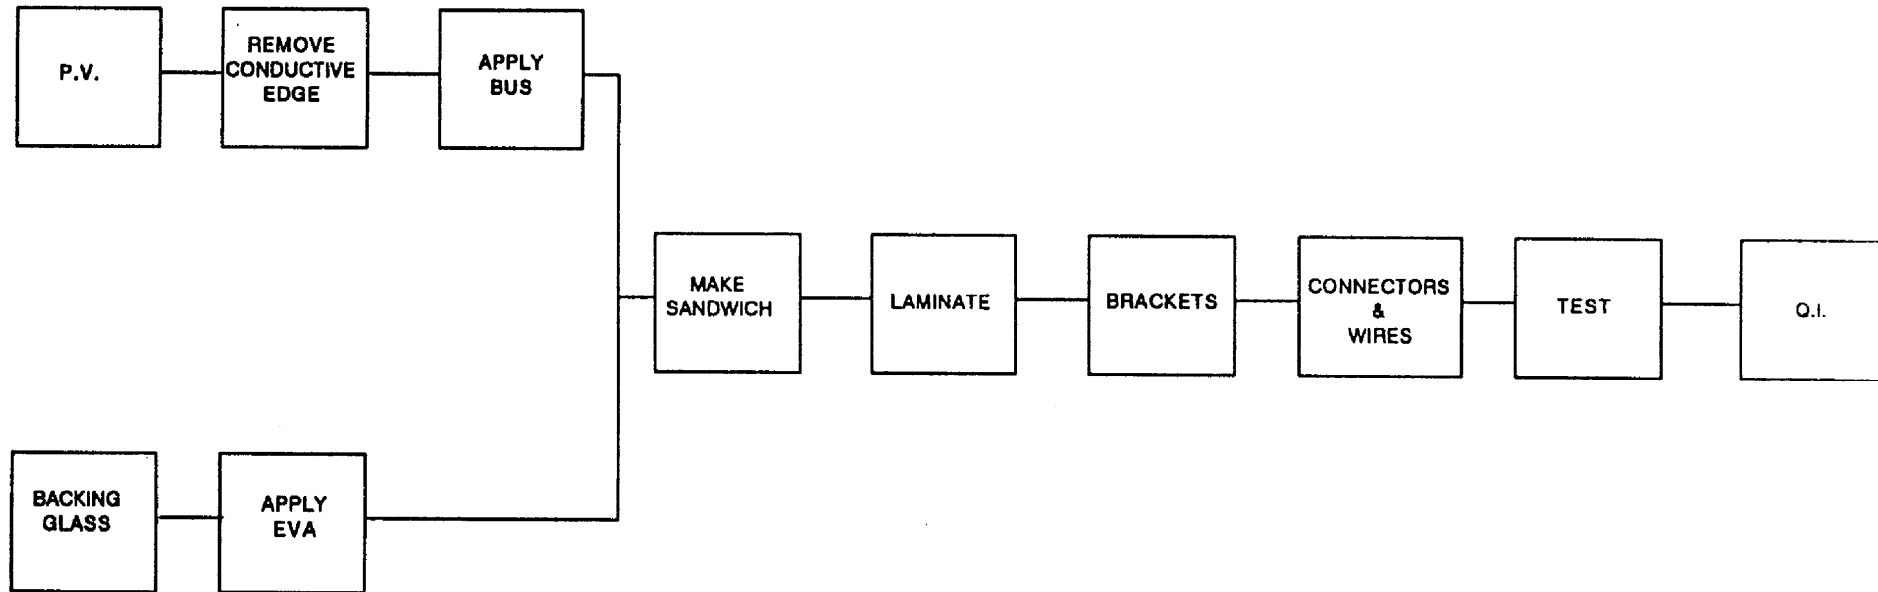 P.V.
REMOVE
CONDUCTIVE
EDGE
APPLY
BUS
MAKE
SANDWICH
LAMINATE
BRACKETS
CONNECTORS
&
WIRES
TEST
Q.I.
BACKING
GLASS
APPLY
EVA